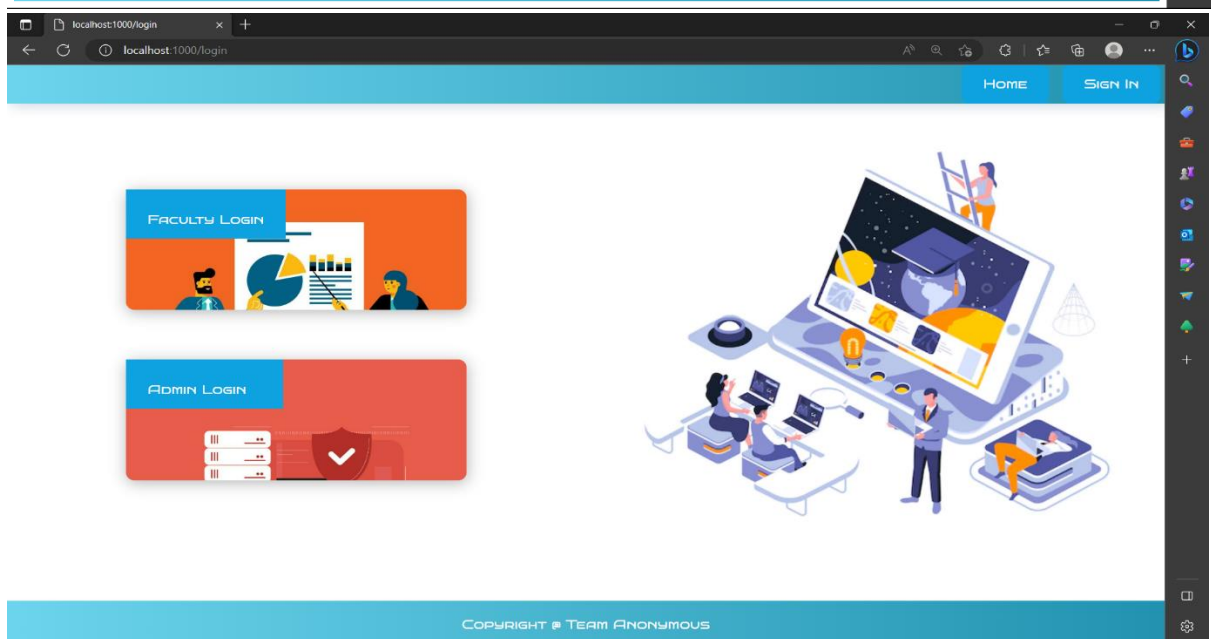 localhost:1000/login
localhost:1000/login
Home
Sign In
Faculty Login
Admin Login
Copyright @ Team Anonymous